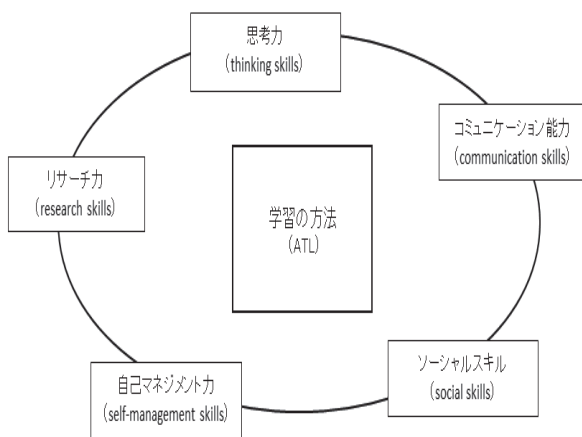 思考力
(thinking skills)
コミュニケーション能力
(communication skills)
リサーチ力
(research skills)
学習の方法
(ATL)
ソーシャルスキル
(social skills)
自己マネジメント力
(self-management skills)